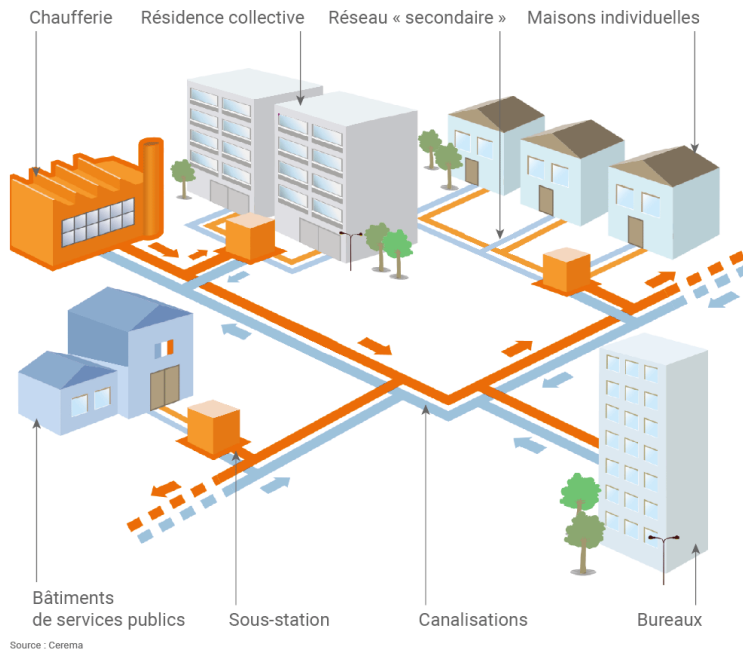 Chaufferie
Résidence collective
Réseau « secondaire »
Maisons individuelles
Bâtiments
de services publics
Sous-station
Canalisations
Bureaux
Source : Cerema